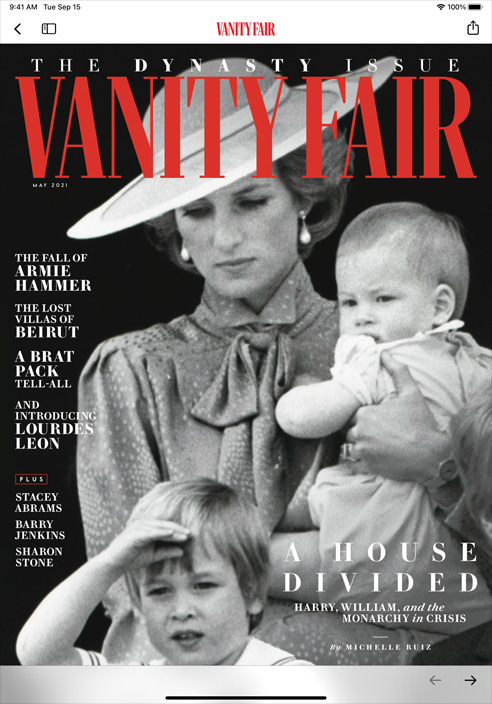 9:41 AM Tue Sep 15
100%
VANITY FAIR
THE DYNASTY ISSUE
VANITY FAIR
MAY 2021
THE FALL OF
ARMIE
HAMMER
THE LOST
VILLAS OF
BEIRUT
A BRAT
PACK
TELL-ALL
AND
INTRODUCING
LOURDES
LEON
PLUS
STACEY
ABRAMS
BARRY
JENKINS
SHARON
STONE
A HOUSE
DIVIDED
HARRY, WILLIAM, and the
MONARCHY in CRISIS
By MICHELLE RUIZ